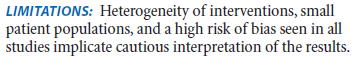 LIMITATIONS: Heterogeneity of interventions, small
patient populations, and a high risk of bias seen in all
studies implicate cautious interpretation of the results.